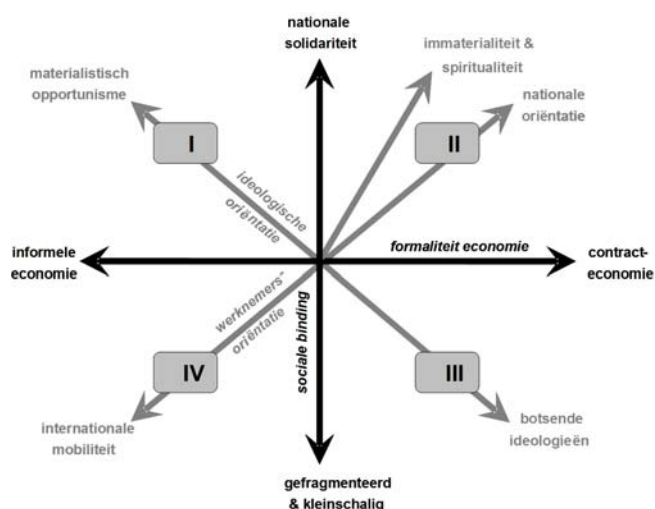 nationale
solidariteit
immaterialiteit &
spiritualiteit
materialistisch
opportunisme
nationale
oriëntatie
I
II
ideologische
oriëntatie
informele
economie
formaliteit economie
contract-
economie
werknemers-
oriëntatie
sociale binding
IV
III
internationale
mobiliteit
botsende
ideologieën
gefragmenteerd
& kleinschalig